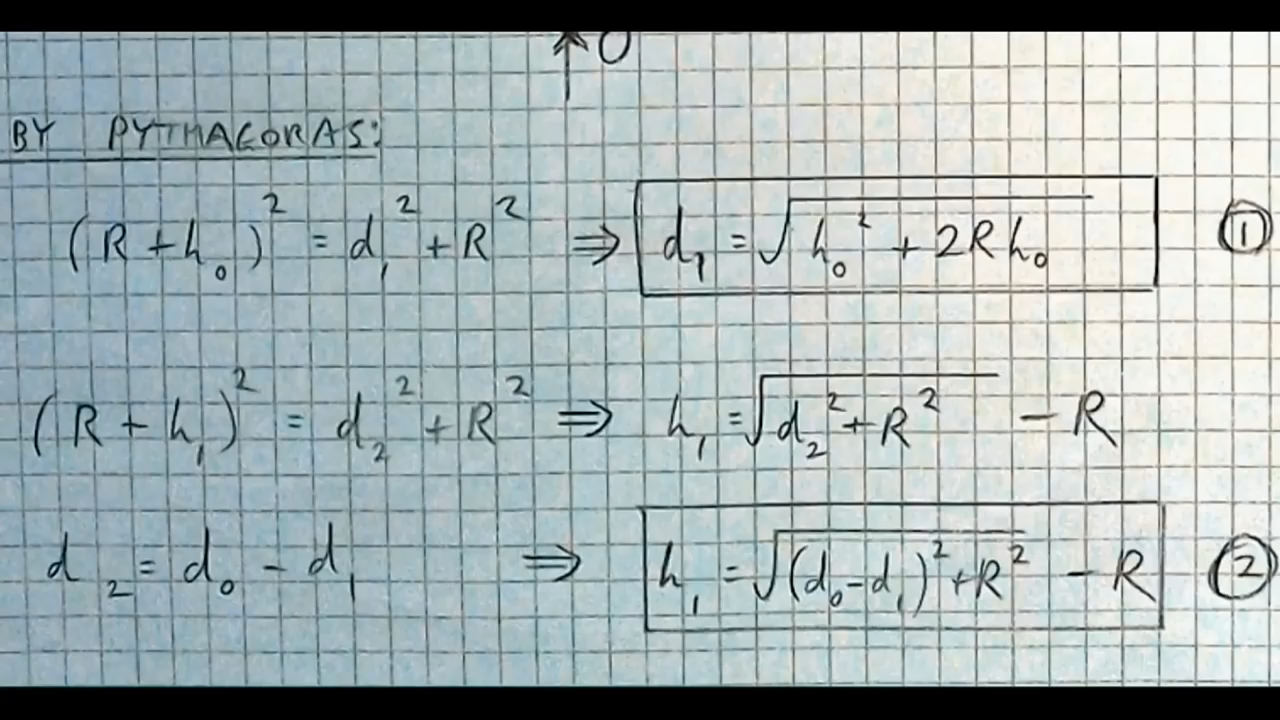 O
BY PYTHAGORAS:
(R + h₀)² = d₁² + R² ⇒ d₁ = √(h₀² + 2Rh₀) ①
(R + h₁)² = d₂² + R² ⇒ h₁ = √(d₂² + R²) − R
d₂ = d₀ − d₁ ⇒ h₁ = √((d₀−d₁)² + R²) − R ②